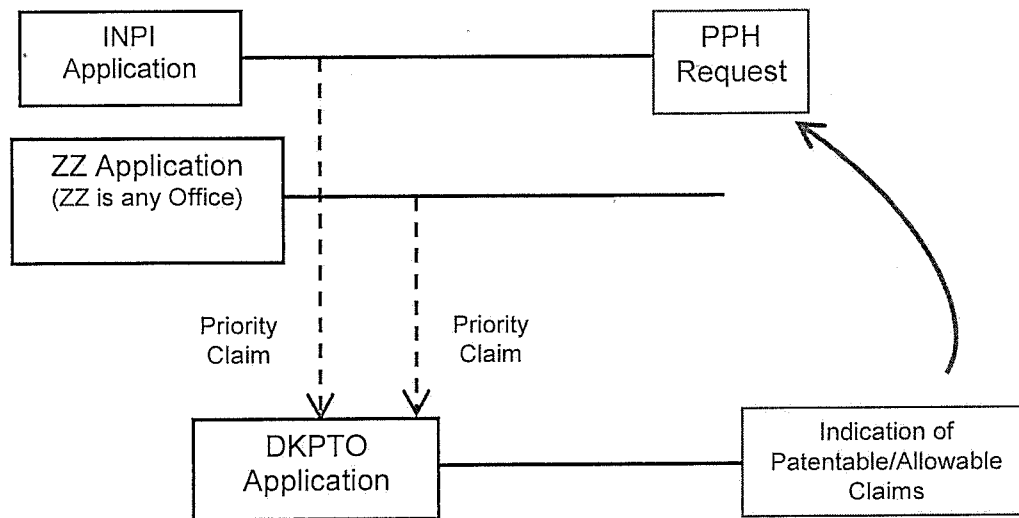 INPI
Application
PPH
Request
ZZ Application
(ZZ is any Office)
Priority
Claim
Priority
Claim
DKPTO
Application
Indication of
Patentable/Allowable
Claims